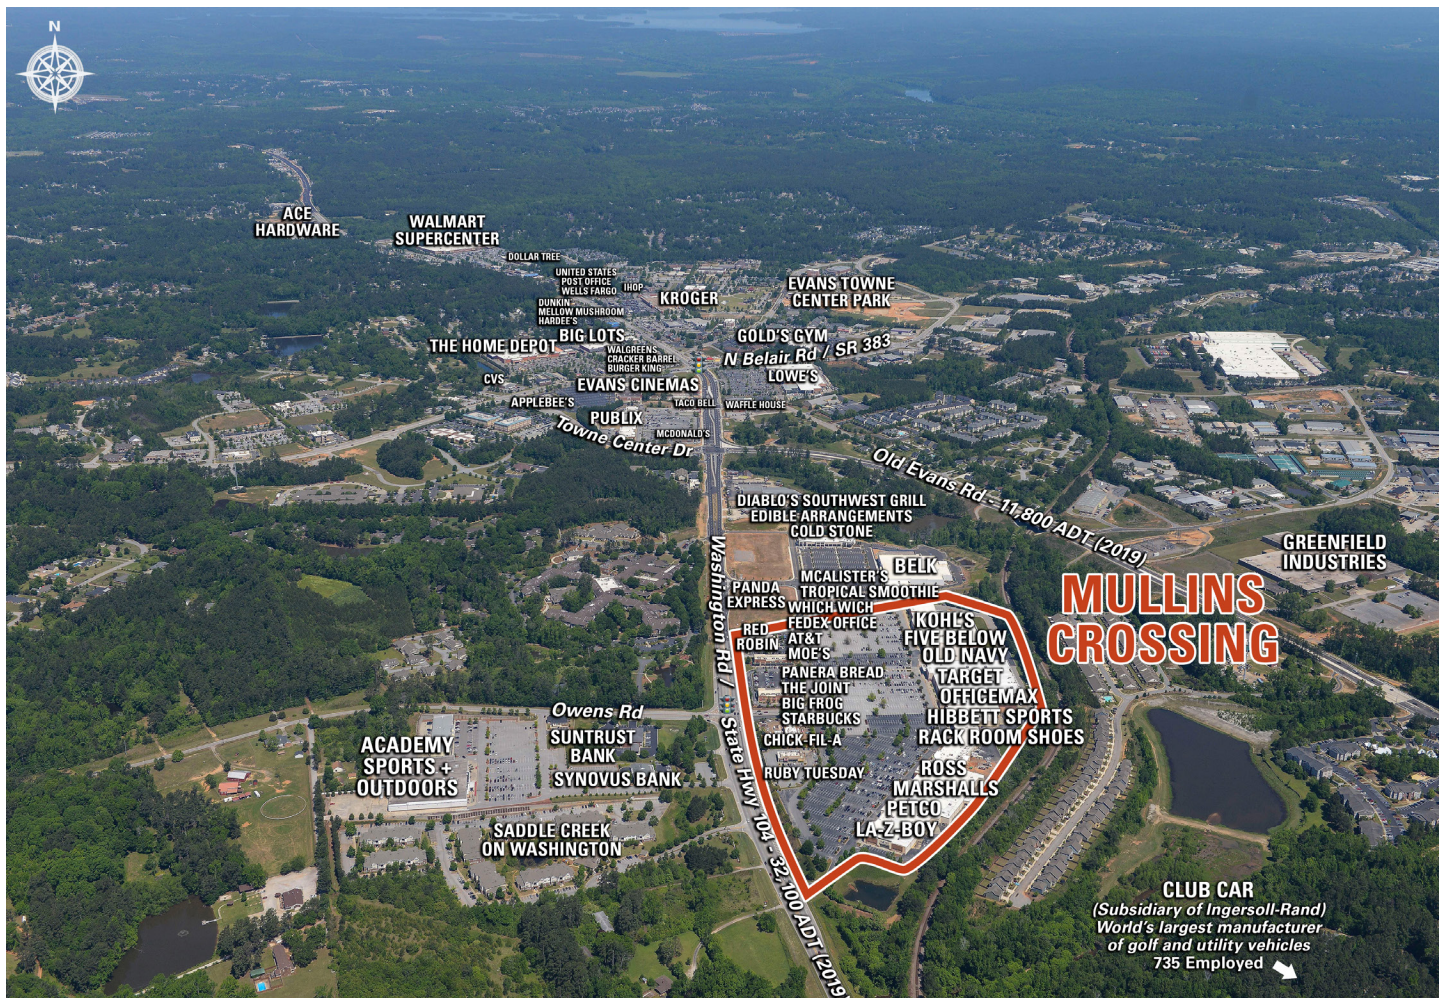 N
ACE
HARDWARE
WALMART
SUPERCENTER
DOLLAR TREE
UNITED STATES
POST OFFICE
WELLS FARGO
IHOP
DUNKIN
MELLOW MUSHROOM
HARDEE'S
KROGER
EVANS TOWNE
CENTER PARK
BIG LOTS
THE HOME DEPOT
GOLD'S GYM
N Belair Rd / SR 383
WALGREENS
CRACKER BARREL
BURGER KING
LOWE'S
CVS
EVANS CINEMAS
APPLEBEE'S
TACO BELL
WAFFLE HOUSE
PUBLIX
MCDONALD'S
Towne Center Dr
Old Evans Rd - 11,800 ADT (2019)
DIABLO'S SOUTHWEST GRILL
EDIBLE ARRANGEMENTS
COLD STONE
GREENFIELD
INDUSTRIES
BELK
MULLINS
CROSSING
PANDA
EXPRESS
MCALISTER'S
TROPICAL SMOOTHIE
WHICH WICH
FEDEX OFFICE
AT&T
MOE'S
RED
ROBIN
KOHL'S
FIVE BELOW
OLD NAVY
TARGET
OFFICEMAX
HIBBETT SPORTS
RACK ROOM SHOES
PANERA BREAD
THE JOINT
BIG FROG
STARBUCKS
CHICK-FIL-A
RUBY TUESDAY
ROSS
MARSHALLS
PETCO
LA-Z-BOY
Washington Rd / State Hwy 104 - 32,100 ADT (2019)
Owens Rd
SUNTRUST
BANK
SYNOVUS BANK
ACADEMY
SPORTS +
OUTDOORS
SADDLE CREEK
ON WASHINGTON
CLUB CAR
(Subsidiary of Ingersoll-Rand)
World's largest manufacturer
of golf and utility vehicles
735 Employed